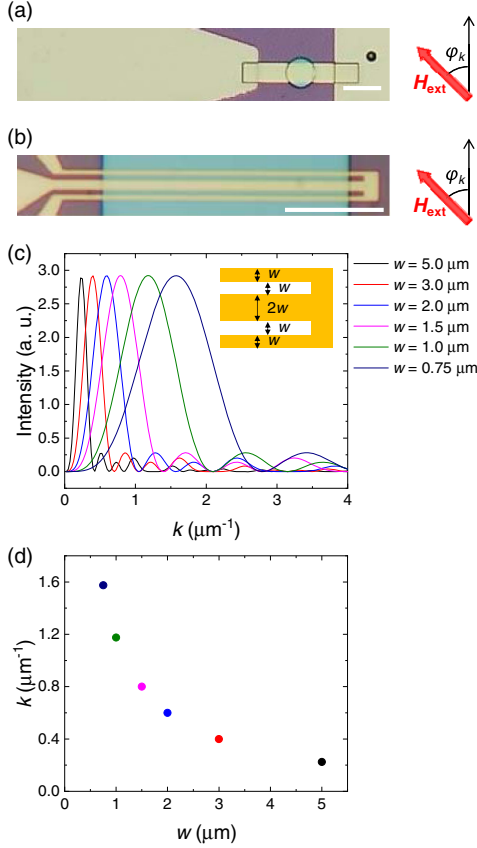 (a)
φk
Hext
(b)
φk
Hext
(c)
3.0
2.5
2.0
1.5
1.0
0.5
0.0
Intensity (a. u.)
w
w
2w
w
w
w = 5.0 μm
w = 3.0 μm
w = 2.0 μm
w = 1.5 μm
w = 1.0 μm
w = 0.75 μm
0 1 2 3 4
k (μm⁻¹)
(d)
1.6
1.2
0.8
0.4
0.0
k (μm⁻¹)
0 1 2 3 4 5
w (μm)